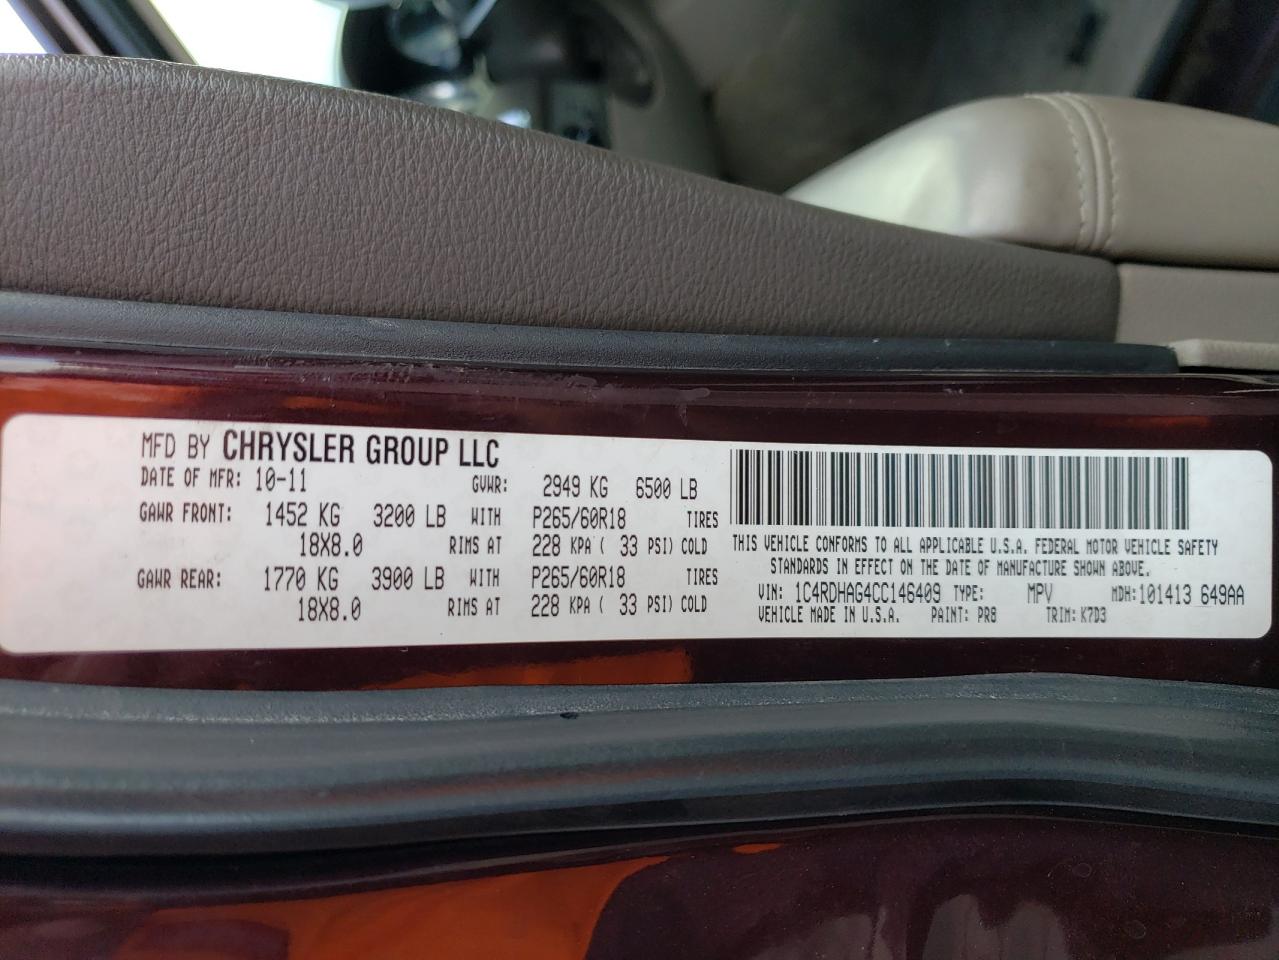 MFD BY CHRYSLER GROUP LLC
DATE OF MFR: 10-11 GVWR: 2949 KG 6500 LB
GAWR FRONT: 1452 KG 3200 LB WITH P265/60R18 TIRES
18X8.0 RIMS AT 228 KPA ( 33 PSI) COLD
GAWR REAR: 1770 KG 3900 LB WITH P265/60R18 TIRES
18X8.0 RIMS AT 228 KPA ( 33 PSI) COLD
THIS VEHICLE CONFORMS TO ALL APPLICABLE U.S.A. FEDERAL MOTOR VEHICLE SAFETY
STANDARDS IN EFFECT ON THE DATE OF MANUFACTURE SHOWN ABOVE.
VIN: 1C4RDHAG4CC146409 TYPE: MPV MDH: 101413 649AA
VEHICLE MADE IN U.S.A. PAINT: PR8 TRIM: K7D3